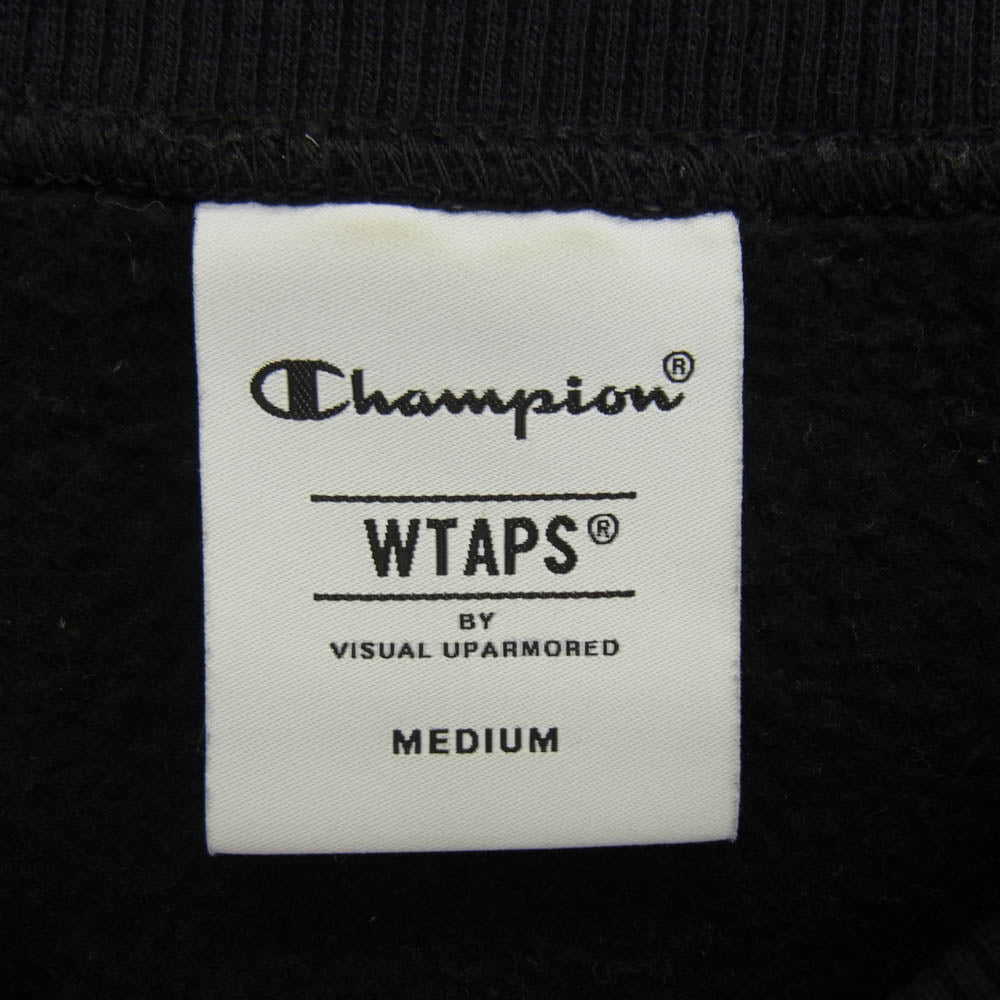 Champion®
WTAPS®
BY
VISUAL UPARMORED
MEDIUM